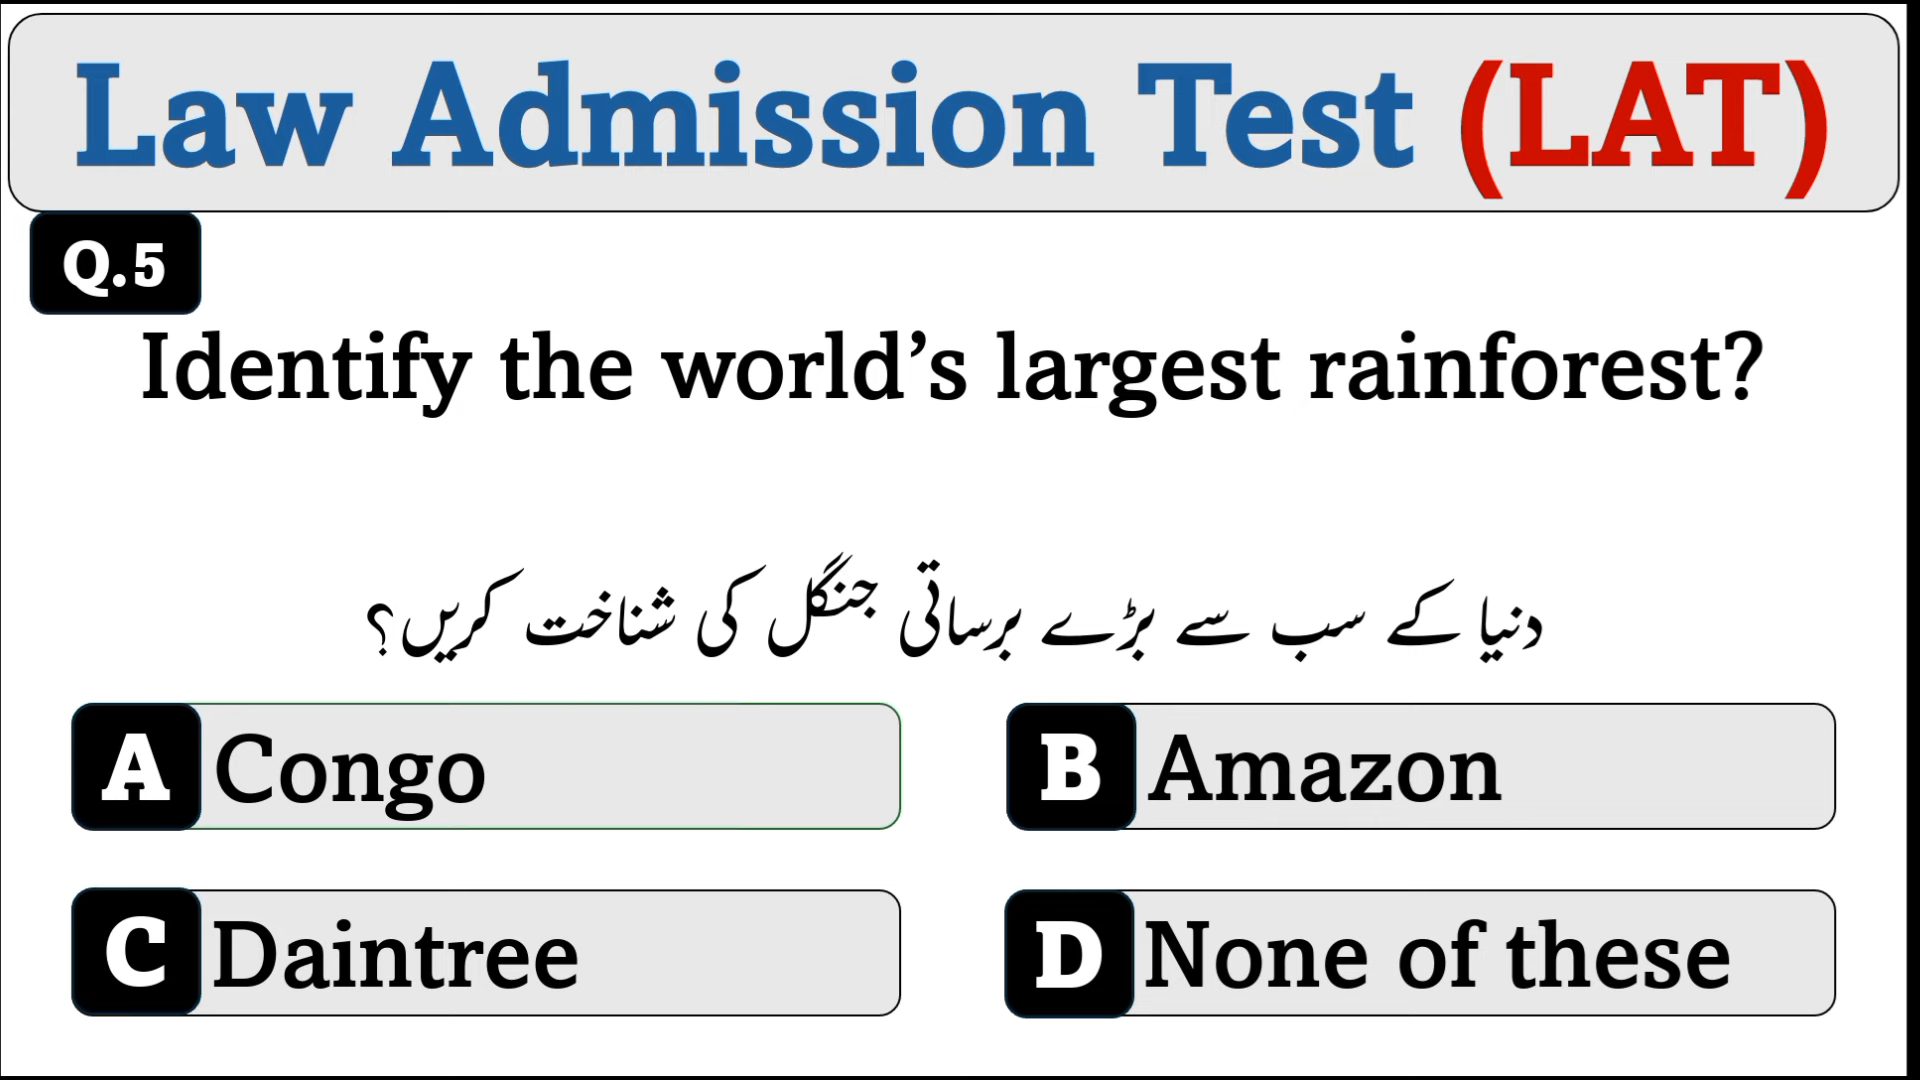 Law Admission Test (LAT)
Q.5
Identify the world’s largest rainforest?
دنیا کے سب سے بڑے برساتی جنگل کی شناخت کریں؟
A Congo
B Amazon
C Daintree
D None of these